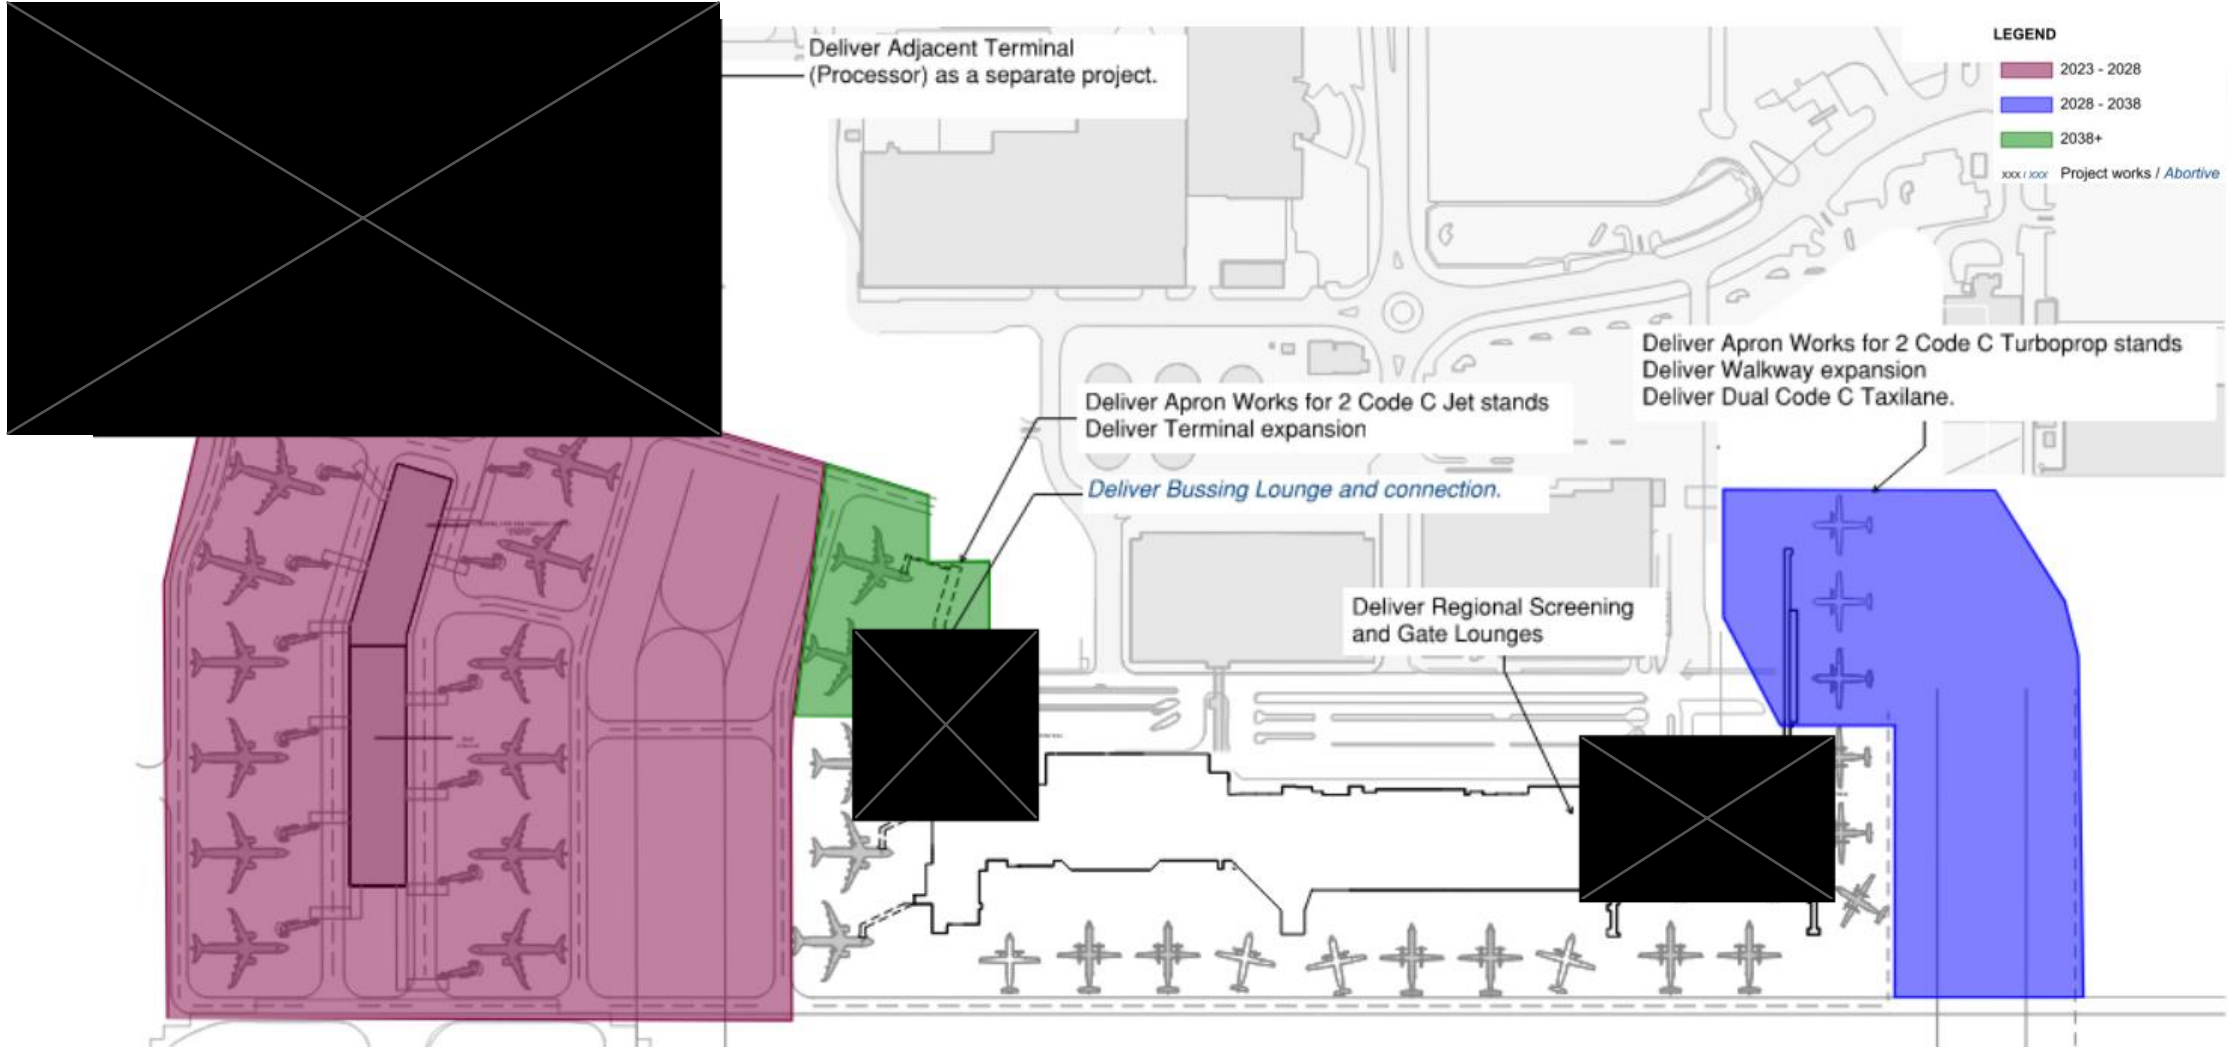 Deliver Adjacent Terminal
(Processor) as a separate project.
LEGEND
2023 - 2028
2028 - 2038
2038+
xxx / xxx Project works / Abortive
Deliver Apron Works for 2 Code C Turboprop stands
Deliver Walkway expansion
Deliver Dual Code C Taxilane.
Deliver Apron Works for 2 Code C Jet stands
Deliver Terminal expansion
Deliver Bussing Lounge and connection.
Deliver Regional Screening
and Gate Lounges